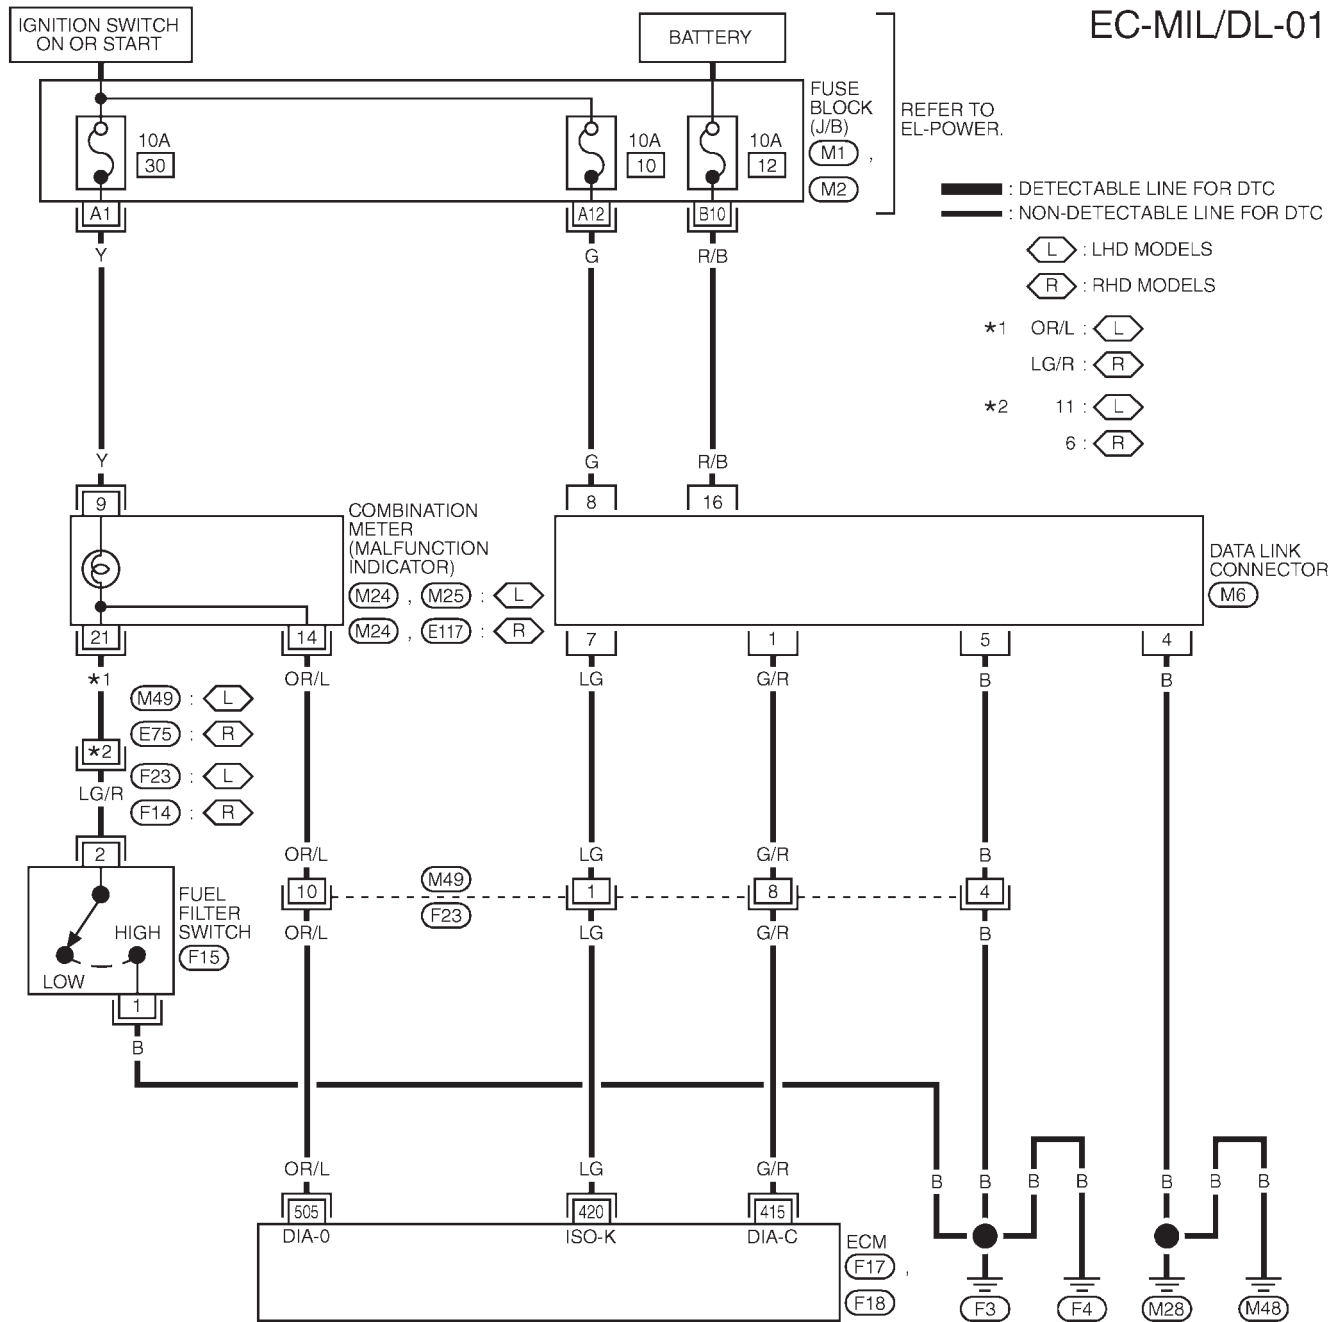 EC-MIL/DL-01
IGNITION SWITCH
ON OR START
BATTERY
FUSE
BLOCK
(J/B)
M1 ,
M2
REFER TO
EL-POWER.
10A
30
10A
10
10A
12
A1
A12
B10
: DETECTABLE LINE FOR DTC
: NON-DETECTABLE LINE FOR DTC
L : LHD MODELS
R : RHD MODELS
*1 OR/L : L
LG/R : R
*2 11 : L
6 : R
Y
G
R/B
Y
G
R/B
9
8
16
COMBINATION
METER
(MALFUNCTION
INDICATOR)
M24 , M25 : L
M24 , E117 : R
DATA LINK
CONNECTOR
M6
21
14
7
1
5
4
*1
OR/L
LG
G/R
B
B
M49 : L
E75 : R
*2
F23 : L
F14 : R
LG/R
2
OR/L
LG
G/R
B
10
M49
F23
1
8
4
OR/L
LG
G/R
B
FUEL
FILTER
SWITCH
F15
HIGH
LOW
1
B
OR/L
LG
G/R
B
B
B
B
B
B
B
505
420
415
DIA-0
ISO-K
DIA-C
ECM
F17 ,
F18
F3
F4
M28
M48